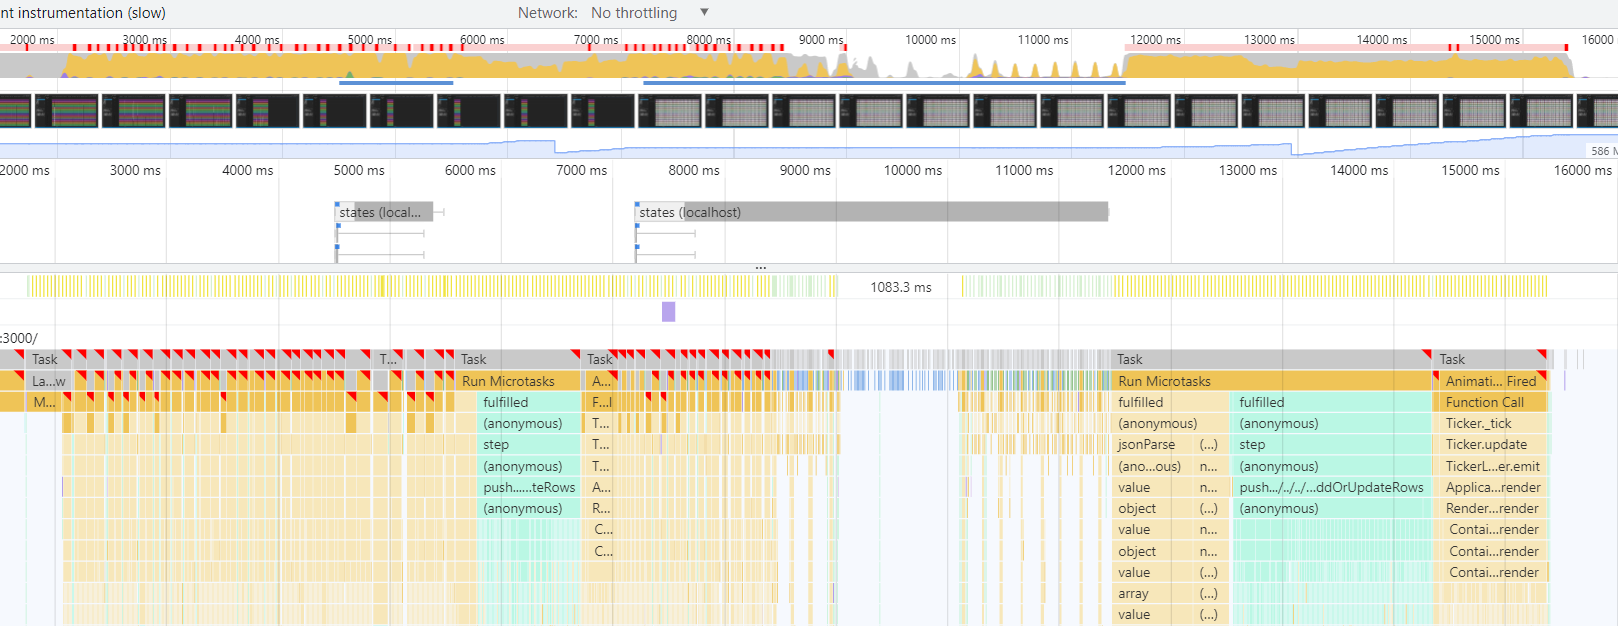 nt instrumentation (slow) Network: No throttling ▼
2000 ms 3000 ms 4000 ms 5000 ms 6000 ms 7000 ms 8000 ms 9000 ms 10000 ms 11000 ms 12000 ms 13000 ms 14000 ms 15000 ms 16000
586 M
2000 ms 3000 ms 4000 ms 5000 ms 6000 ms 7000 ms 8000 ms 9000 ms 10000 ms 11000 ms 12000 ms 13000 ms 14000 ms 15000 ms 16000 ms
states (local... states (localhost)
...
1083.3 ms
:3000/
Task T... Task Task Task Task
La...w Run Microtasks A... Run Microtasks Animati... Fired
M... fulfilled F...l fulfilled fulfilled Function Call
(anonymous) T... (anonymous) (anonymous) Ticker._tick
step T... jsonParse (...) step Ticker.update
(anonymous) T... (ano...ous) n... (anonymous) TickerL...er.emit
push......teRows A... value n... push.../../../...ddOrUpdateRows Applica...render
(anonymous) R... object (...) (anonymous) Render...render
C... value n... Contai...render
C... object n... Contai...render
value (...) Contai...render
array (...)
value (...)